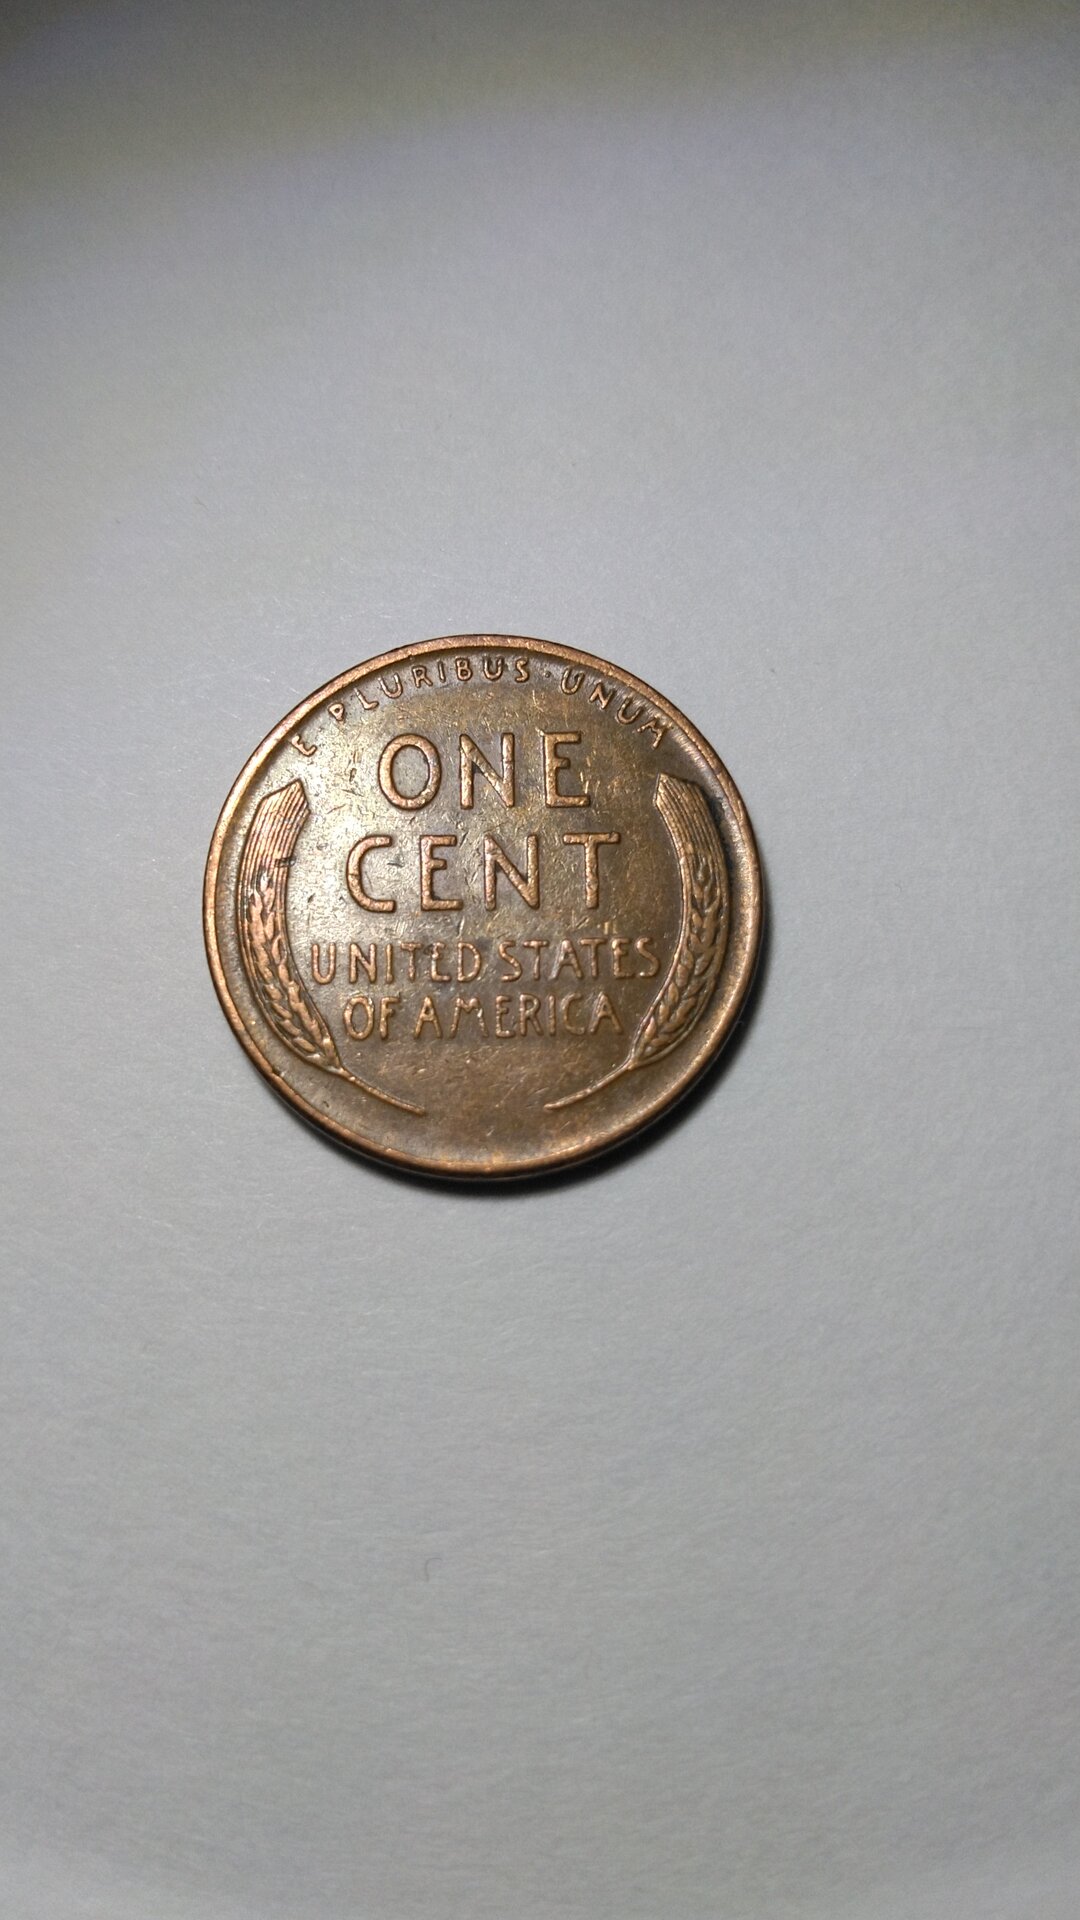 E PLURIBUS · UNUM
ONE
CENT
UNITED STATES
OF AMERICA